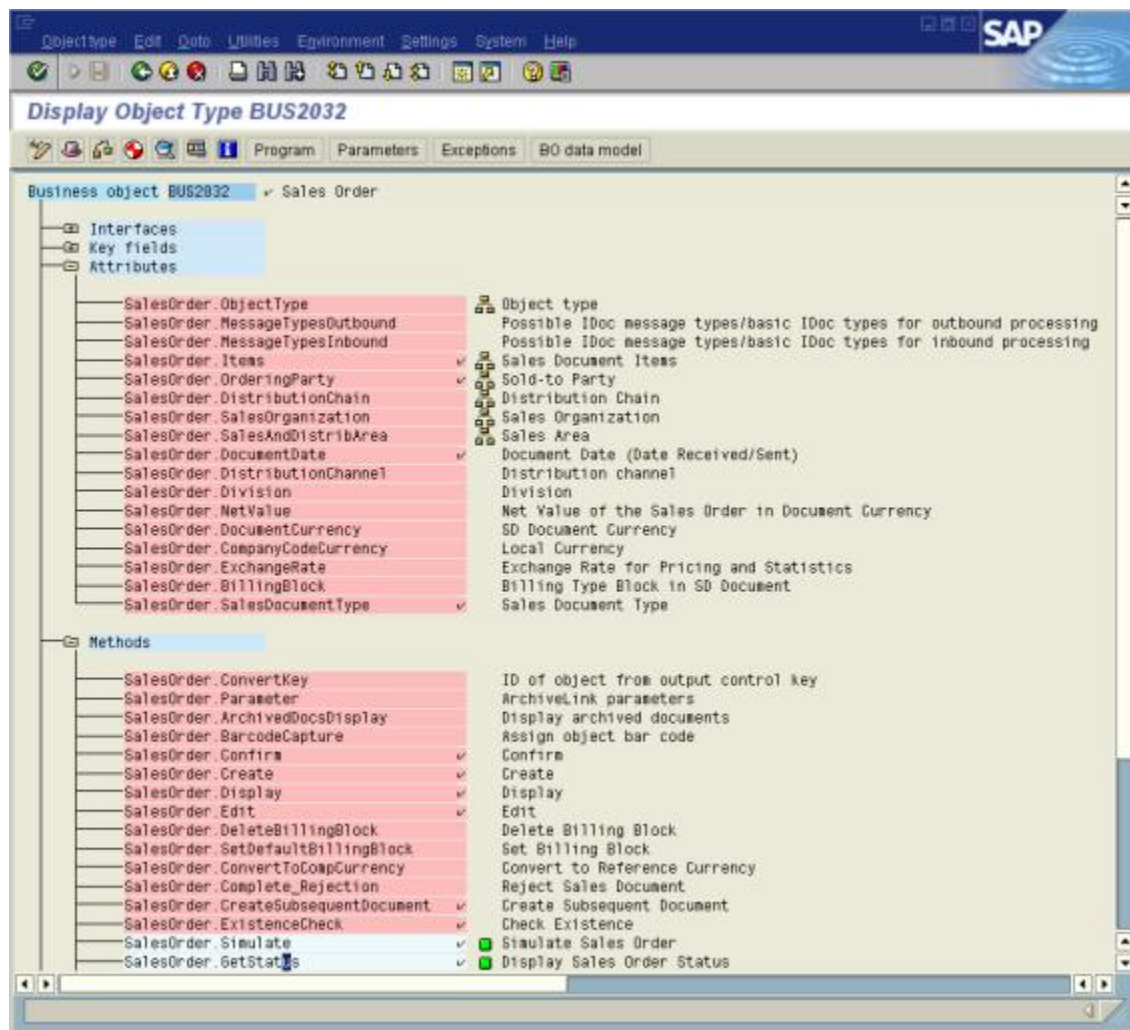 SAP
Objecttype Edit Goto Utilities Environment Settings System Help
Display Object Type BUS2032
Program Parameters Exceptions BO data model
Business object BUS2032 Sales Order
Interfaces
Key fields
Attributes
SalesOrder.ObjectType Object type
SalesOrder.MessageTypesOutbound Possible IDoc message types/basic IDoc types for outbound processing
SalesOrder.MessageTypesInbound Possible IDoc message types/basic IDoc types for inbound processing
SalesOrder.Items Sales Document Items
SalesOrder.OrderingParty Sold-to Party
SalesOrder.DistributionChain Distribution Chain
SalesOrder.SalesOrganization Sales Organization
SalesOrder.SalesAndDistribArea Sales Area
SalesOrder.DocumentDate Document Date (Date Received/Sent)
SalesOrder.DistributionChannel Distribution channel
SalesOrder.Division Division
SalesOrder.NetValue Net Value of the Sales Order in Document Currency
SalesOrder.DocumentCurrency SD Document Currency
SalesOrder.CompanyCodeCurrency Local Currency
SalesOrder.ExchangeRate Exchange Rate for Pricing and Statistics
SalesOrder.BillingBlock Billing Type Block in SD Document
SalesOrder.SalesDocumentType Sales Document Type
Methods
SalesOrder.ConvertKey ID of object from output control key
SalesOrder.Parameter ArchiveLink parameters
SalesOrder.ArchivedDocsDisplay Display archived documents
SalesOrder.BarcodeCapture Assign object bar code
SalesOrder.Confirm Confirm
SalesOrder.Create Create
SalesOrder.Display Display
SalesOrder.Edit Edit
SalesOrder.DeleteBillingBlock Delete Billing Block
SalesOrder.SetDefaultBillingBlock Set Billing Block
SalesOrder.ConvertToCompCurrency Convert to Reference Currency
SalesOrder.Complete_Rejection Reject Sales Document
SalesOrder.CreateSubsequentDocument Create Subsequent Document
SalesOrder.ExistenceCheck Check Existence
SalesOrder.Simulate Simulate Sales Order
SalesOrder.GetStatus Display Sales Order Status